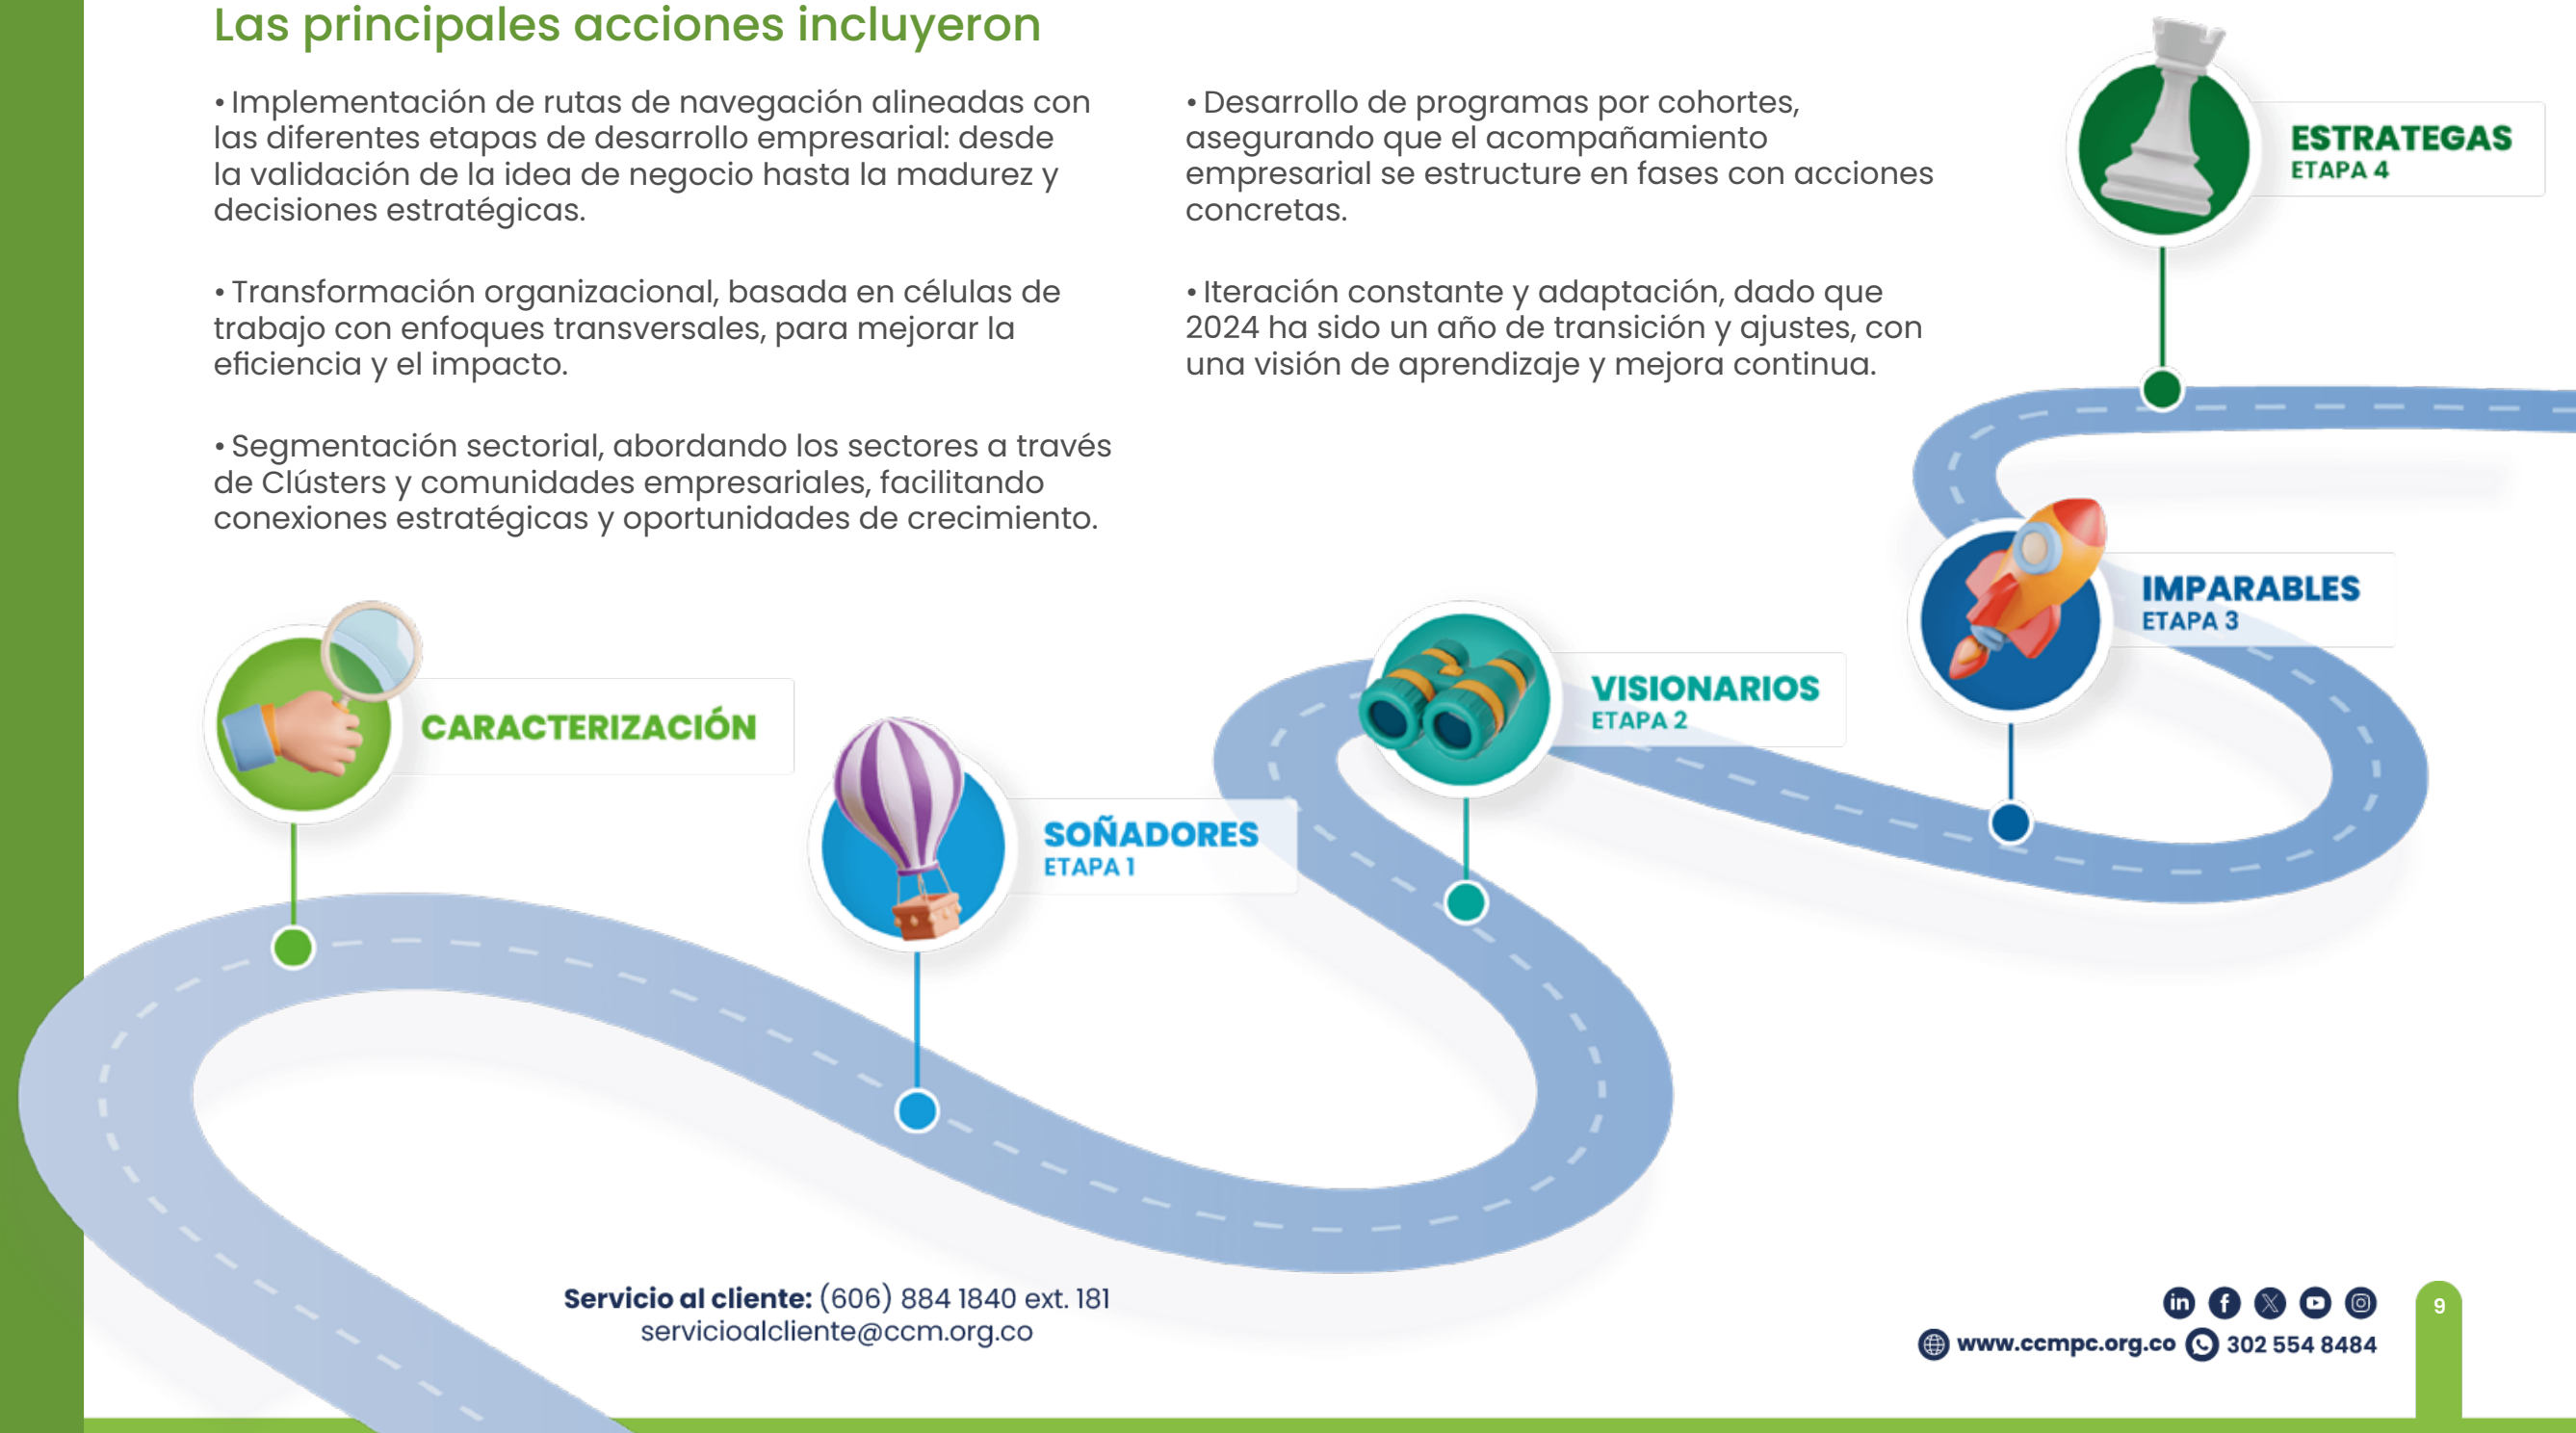 Las principales acciones incluyeron
• Implementación de rutas de navegación alineadas con
las diferentes etapas de desarrollo empresarial: desde
la validación de la idea de negocio hasta la madurez y
decisiones estratégicas.
• Transformación organizacional, basada en células de
trabajo con enfoques transversales, para mejorar la
eficiencia y el impacto.
• Segmentación sectorial, abordando los sectores a través
de Clústers y comunidades empresariales, facilitando
conexiones estratégicas y oportunidades de crecimiento.
• Desarrollo de programas por cohortes,
asegurando que el acompañamiento
empresarial se estructure en fases con acciones
concretas.
• Iteración constante y adaptación, dado que
2024 ha sido un año de transición y ajustes, con
una visión de aprendizaje y mejora continua.
ESTRATEGAS
ETAPA 4
IMPARABLES
ETAPA 3
VISIONARIOS
ETAPA 2
CARACTERIZACIÓN
SOÑADORES
ETAPA 1
Servicio al cliente: (606) 884 1840 ext. 181
servicioalcliente@ccm.org.co
www.ccmpc.org.co 302 554 8484
9